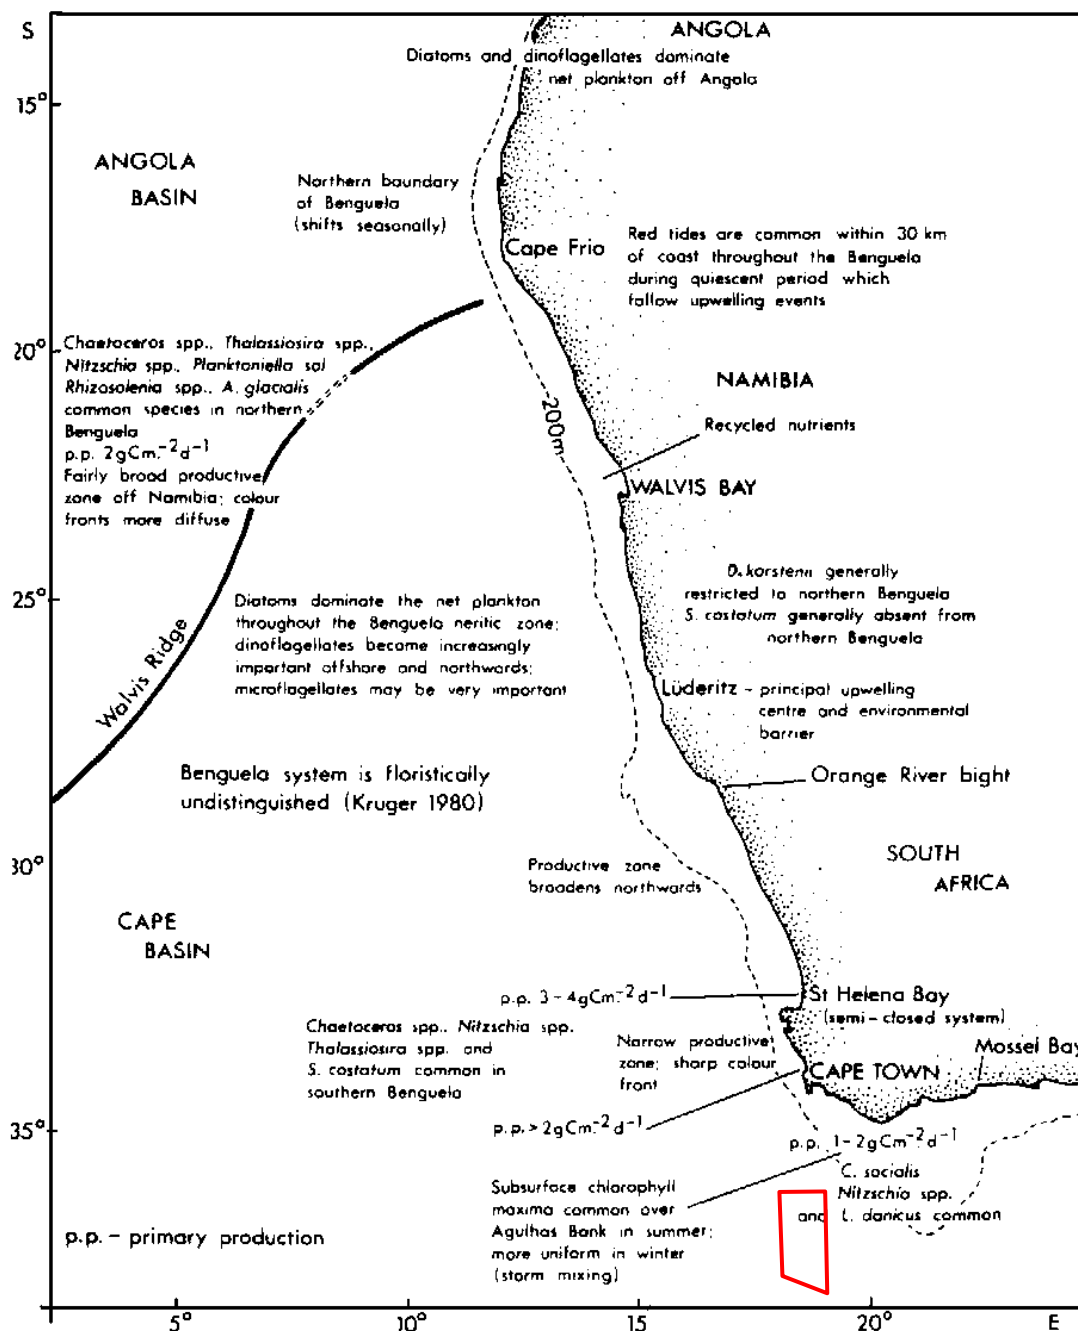 S
ANGOLA
Diatoms and dinoflagellates dominate
net plankton off Angola
15°
ANGOLA
BASIN
Northern boundary
of Benguela
(shifts seasonally)
Cape Frio
Red tides are common within 30 km
of coast throughout the Benguela
during quiescent period which
follow upwelling events
20°
Chaetoceros spp., Thalassiosira spp.,
Nitzschia spp., Planktoniella sol
Rhizosolenia spp., A. glacialis
common species in northern
Benguela
p.p. 2gCm.⁻²d⁻¹
Fairly broad productive
zone off Namibia; colour
fronts more diffuse
NAMIBIA
200m
Recycled nutrients
WALVIS BAY
25°
D. karstenii generally
restricted to northern Benguela
S. costatum generally absent from
northern Benguela
Diatoms dominate the net plankton
throughout the Benguela neritic zone;
dinoflagellates become increasingly
important offshore and northwards;
microflagellates may be very important
Walvis Ridge
Lüderitz – principal upwelling
centre and environmental
barrier
Benguela system is floristically
undistinguished (Kruger 1980)
Orange River bight
30°
Productive zone
broadens northwards
SOUTH
AFRICA
CAPE
BASIN
p.p. 3–4gCm.⁻²d⁻¹
St Helena Bay
(semi-closed system)
Chaetoceros spp., Nitzschia spp.
Thalassiosira spp. and
S. costatum common in
southern Benguela
Narrow productive
zone; sharp colour
front
Mossel Bay
CAPE TOWN
35°
p.p. > 2gCm.⁻²d⁻¹
p.p. 1–2gCm.⁻²d⁻¹
C. socialis
Nitzschia spp.
and L. danicus common
Subsurface chlorophyll
maxima common over
Agulhas Bank in summer;
more uniform in winter
(storm mixing)
p.p. – primary production
5°
10°
15°
20°
E